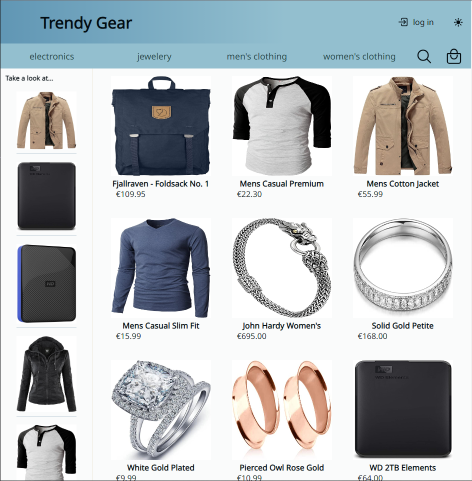 Trendy Gear
log in
electronics
jewelery
men's clothing
women's clothing
Take a look at...
Fjallraven - Foldsack No. 1
€109.95
Mens Casual Premium
€22.30
Mens Cotton Jacket
€55.99
Mens Casual Slim Fit
€15.99
John Hardy Women's
€695.00
Solid Gold Petite
€168.00
White Gold Plated
€9.99
Pierced Owl Rose Gold
€10.99
WD 2TB Elements
€64.00